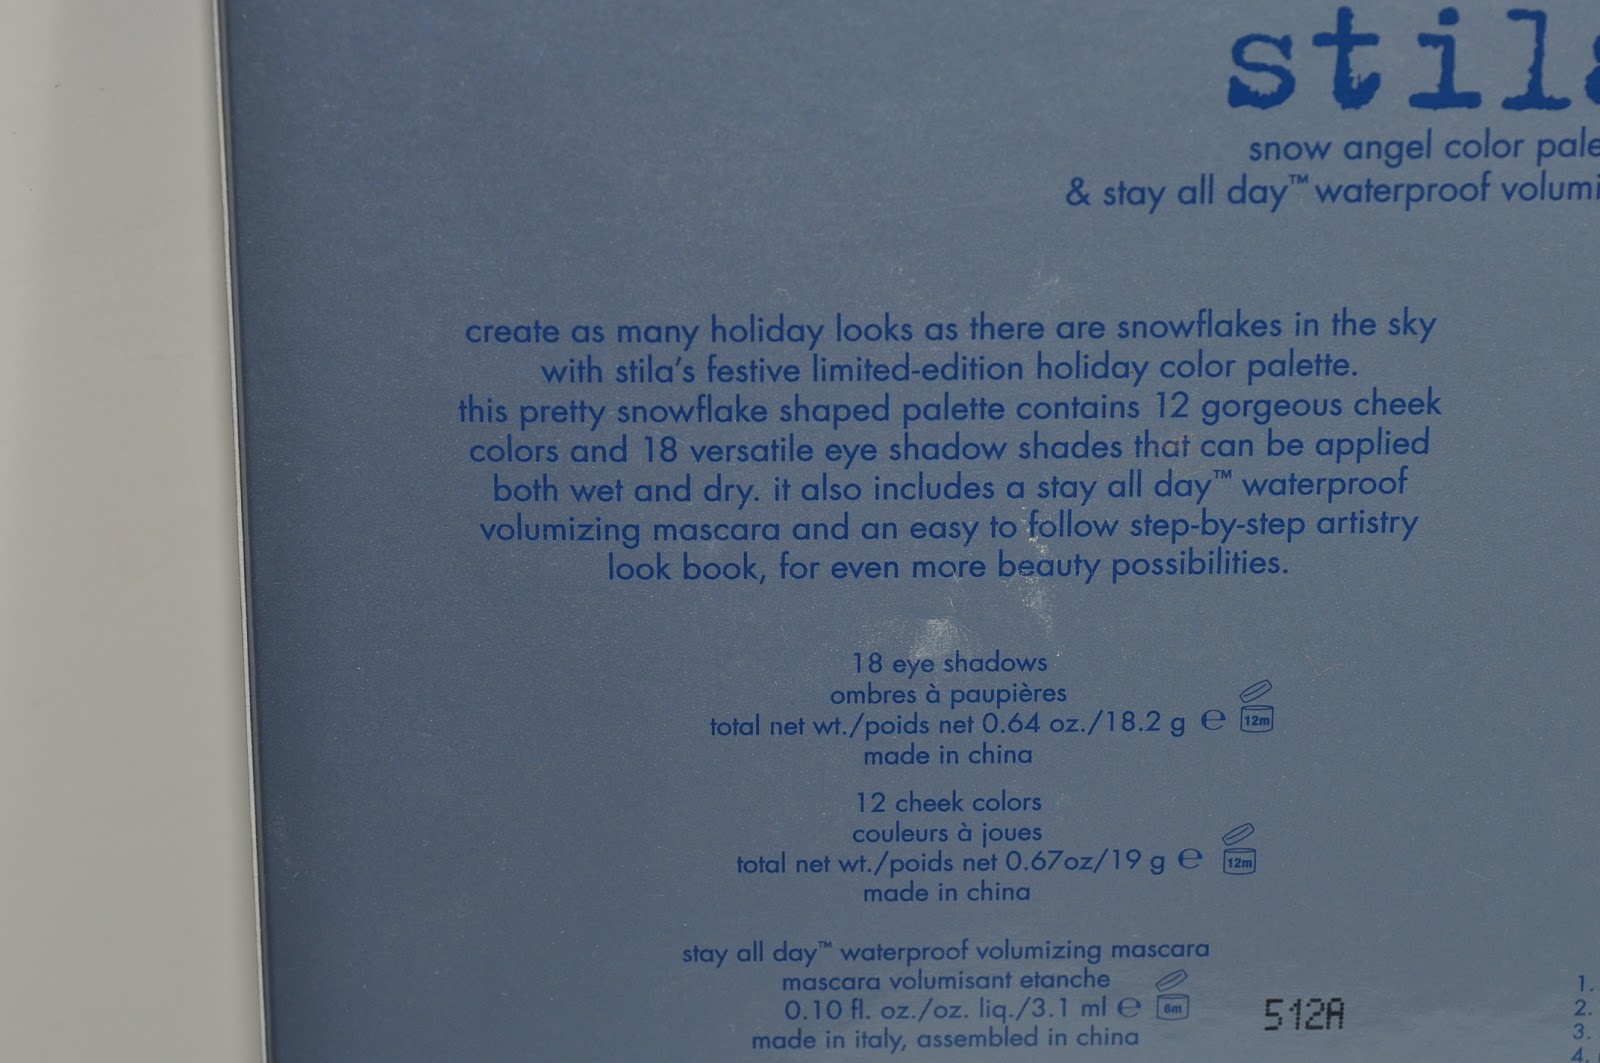 stila
snow angel color
& stay all day™ waterproof
create as many holiday looks as there are snowflakes in the sky
with stila's festive limited-edition holiday color palette.
this pretty snowflake shaped palette contains 12 gorgeous cheek
colors and 18 versatile eye shadow shades that can be applied
both wet and dry. it also includes a stay all day™ waterproof
volumizing mascara and an easy to follow step-by-step artistry
look book, for even more beauty possibilities.
18 eye shadows
ombres à paupières
total net wt./poids net 0.64 oz./18.2 g ℮ 12m
made in china
12 cheek colors
couleurs à joues
total net wt./poids net 0.67oz/19 g ℮ 12m
made in china
stay all day™ waterproof volumizing mascara
mascara volumisant etanche
0.10 fl. oz./oz. liq./3.1 ml ℮ 6m
made in italy, assembled in china
512A
1.
2.
3.
4.